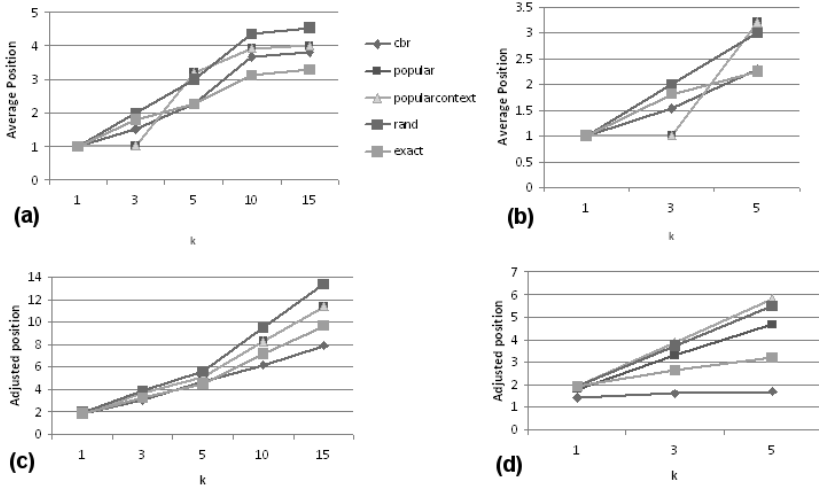 5
4
3
2
1
0
Average Position
1 3 5 10 15
k
(a)
cbr
popular
popularcontext
rand
exact
3.5
3
2.5
2
1.5
1
0.5
0
Average Position
1 3 5
k
(b)
14
12
10
8
6
4
2
0
Adjusted position
1 3 5 10 15
k
(c)
7
6
5
4
3
2
1
0
Adjusted position
1 3 5
k
(d)